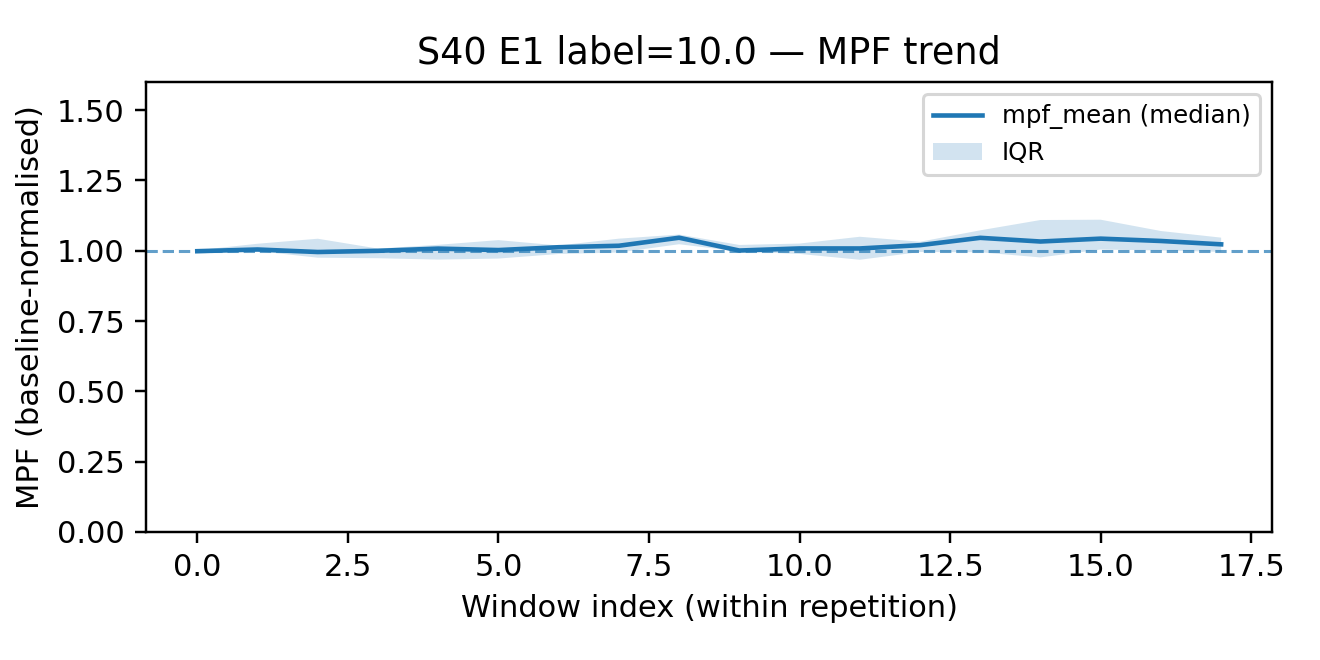 S40 E1 label=10.0 — MPF trend
mpf_mean (median)
IQR
MPF (baseline-normalised)
1.50
1.25
1.00
0.75
0.50
0.25
0.00
0.0 2.5 5.0 7.5 10.0 12.5 15.0 17.5
Window index (within repetition)